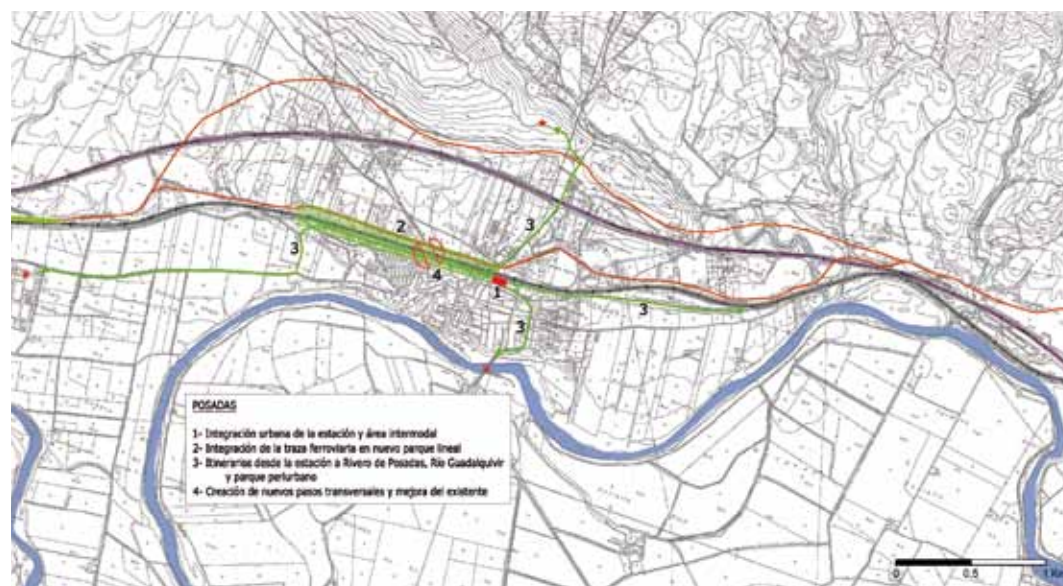 2
3
3
4
1
3
3
POSADAS
1- Integración urbana de la estación y área intermodal
2- Integración de la traza ferroviaria en nuevo parque lineal
3- Itinerarios desde la estación a Rivero de Posadas, Río Guadalquivir
y parque periurbano
4- Creación de nuevos pasos transversales y mejora del existente
0 0.5